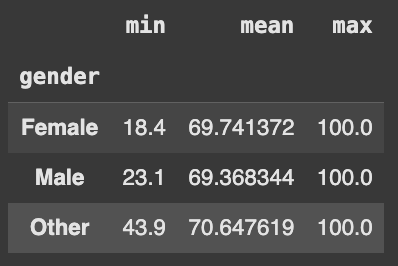 min mean max
gender
Female 18.4 69.741372 100.0
Male 23.1 69.368344 100.0
Other 43.9 70.647619 100.0